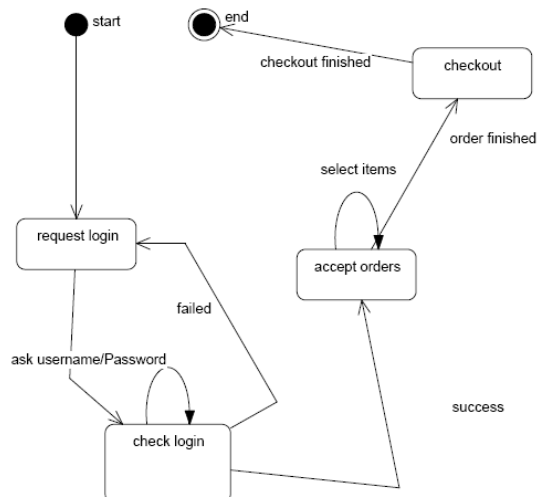 start
end
checkout finished
checkout
order finished
select items
request login
accept orders
failed
ask username/Password
success
check login